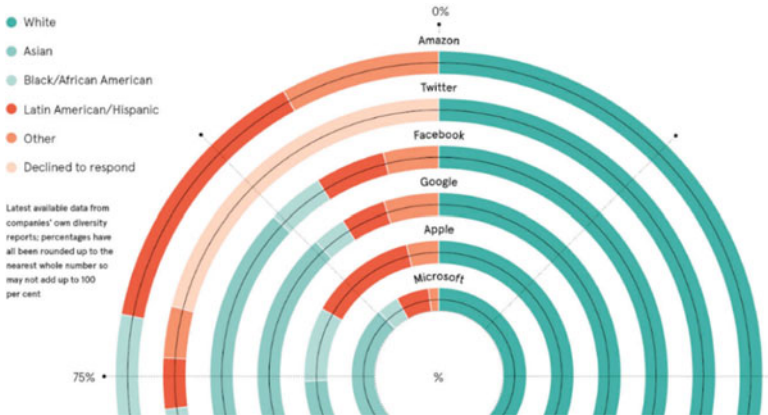 0%
White
Asian
Black/African American
Latin American/Hispanic
Other
Declined to respond
Latest available data from
companies' own diversity
reports; percentages have
all been rounded up to the
nearest whole number so
may not add up to 100
per cent
Amazon
Twitter
Facebook
Google
Apple
Microsoft
75%
%